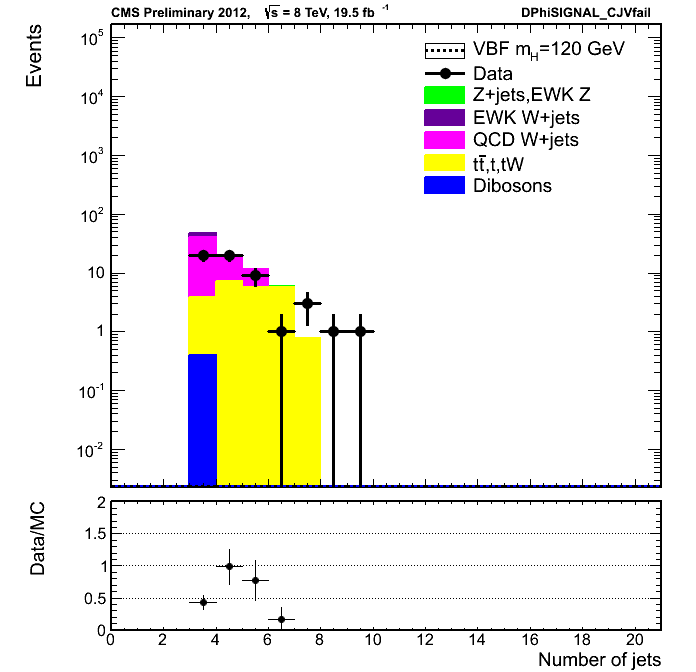 CMS Preliminary 2012, √s = 8 TeV, 19.5 fb⁻¹ DPhiSIGNAL_CJVfail
Events
10⁵
10⁴
10³
10²
10
1
10⁻¹
10⁻²
VBF m_H=120 GeV
Data
Z+jets,EWK Z
EWK W+jets
QCD W+jets
tt̄,t,tW
Dibosons
Data/MC
2
1.5
1
0.5
0
0 2 4 6 8 10 12 14 16 18 20
Number of jets